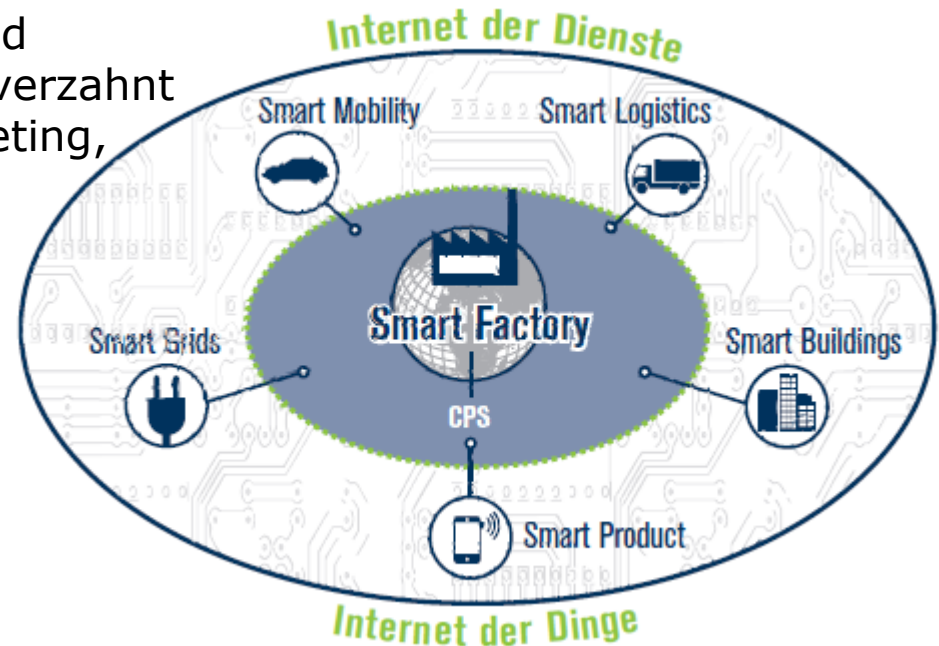 d
verzahnt
eting,
Internet der Dienste
Smart Mobility
Smart Logistics
Smart Factory
Smart Grids
Smart Buildings
CPS
Smart Product
Internet der Dinge